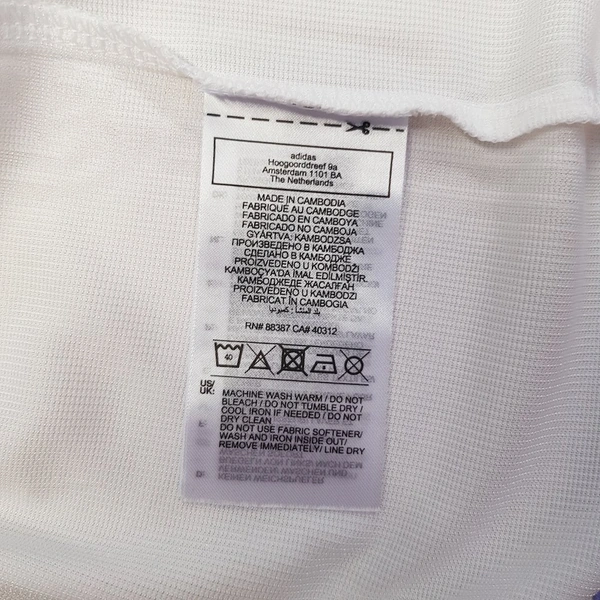 adidas
Hoogoorddreef 9a
Amsterdam 1101 BA
The Netherlands
MADE IN CAMBODIA
FABRIQUÉ AU CAMBODGE
FABRICADO EN CAMBOYA
FABRICADO NO CAMBOJA
GYÁRTVA: KAMBODZSA
ПРОИЗВЕДЕНО В КАМБОДЖА
СДЕЛАНО В КАМБОДЖЕ
PROIZVEDENO U KOMBODŽI
KAMBOÇYA'DA İMAL EDİLMİŞTİR.
КАМБОДЖЕДЕ ЖАСАЛҒАН
PROIZVEDENO U KAMBODZI
FABRICAT ÎN CAMBOGIA
بلد المنشأ: كمبوديا
RN# 88387 CA# 40312
40
US/
UK:
MACHINE WASH WARM / DO NOT
BLEACH / DO NOT TUMBLE DRY /
COOL IRON IF NEEDED / DO NOT
DRY CLEAN
DO NOT USE FABRIC SOFTENER/
WASH AND IRON INSIDE OUT/
REMOVE IMMEDIATELY/ LINE DRY